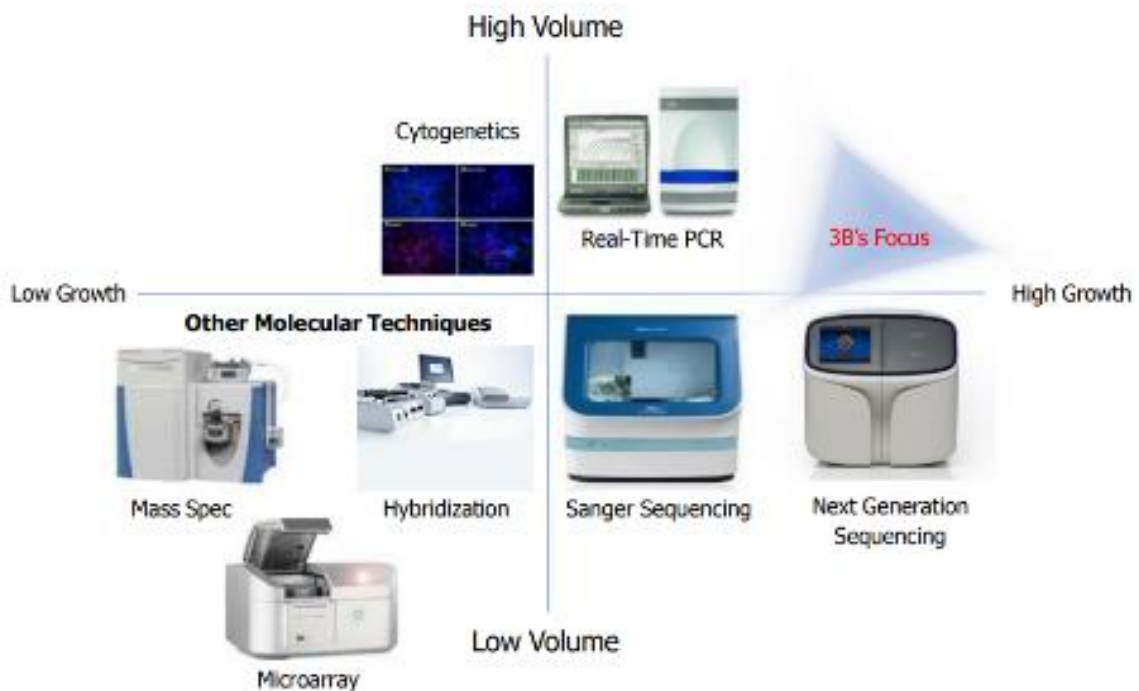 High Volume
Cytogenetics
Real-Time PCR
3B's Focus
Low Growth
High Growth
Other Molecular Techniques
Mass Spec
Hybridization
Sanger Sequencing
Next Generation
Sequencing
Low Volume
Microarray